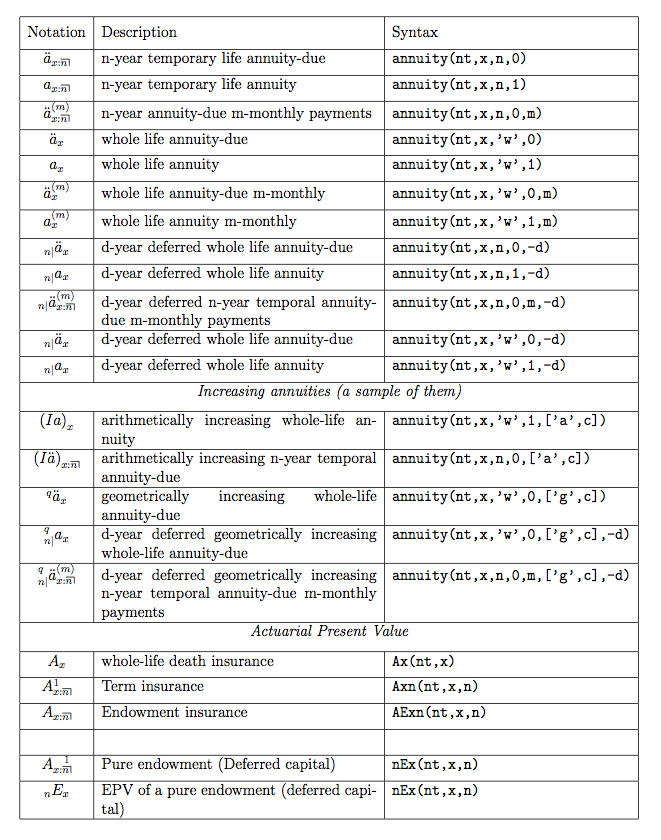 Notation Description Syntax
ä_{x:n̅|} n-year temporary life annuity-due annuity(nt,x,n,0)
a_{x:n̅|} n-year temporary life annuity annuity(nt,x,n,1)
ä^{(m)}_{x:n̅|} n-year annuity-due m-monthly payments annuity(nt,x,n,0,m)
ä_x whole life annuity-due annuity(nt,x,'w',0)
a_x whole life annuity annuity(nt,x,'w',1)
ä^{(m)}_x whole life annuity-due m-monthly annuity(nt,x,'w',0,m)
a^{(m)}_x whole life annuity m-monthly annuity(nt,x,'w',1,m)
_{n|}ä_x d-year deferred whole life annuity-due annuity(nt,x,n,0,-d)
_{n|}a_x d-year deferred whole life annuity annuity(nt,x,n,1,-d)
_{n|}ä^{(m)}_{x:n̅|} d-year deferred n-year temporal annuity- annuity(nt,x,n,0,m,-d)
due m-monthly payments
_{n|}ä_x d-year deferred whole life annuity-due annuity(nt,x,'w',0,-d)
_{n|}a_x d-year deferred whole life annuity annuity(nt,x,'w',1,-d)
Increasing annuities (a sample of them)
(Ia)_x arithmetically increasing whole-life an- annuity(nt,x,'w',1,['a',c])
nuity
(Iä)_{x:n̅|} arithmetically increasing n-year temporal annuity(nt,x,n,0,['a',c])
annuity-due
^qä_x geometrically increasing whole-life annuity(nt,x,'w',0,['g',c])
annuity-due
^q_{n|}a_x d-year deferred geometrically increasing annuity(nt,x,'w',0,['g',c],-d)
whole-life annuity-due
^q_{n|}ä^{(m)}_{x:n̅|} d-year deferred geometrically increasing annuity(nt,x,n,0,m,['g',c],-d)
n-year temporal annuity-due m-monthly
payments
Actuarial Present Value
A_x whole-life death insurance Ax(nt,x)
A^1_{x:n̅|} Term insurance Axn(nt,x,n)
A_{x:n̅|} Endowment insurance AExn(nt,x,n)
A_{x:n̅|}^1 Pure endowment (Deferred capital) nEx(nt,x,n)
_nE_x EPV of a pure endowment (deferred capi- nEx(nt,x,n)
tal)